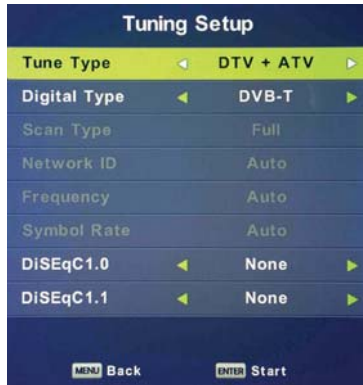 Tuning Setup
Tune Type DTV + ATV
Digital Type DVB-T
Scan Type Full
Network ID Auto
Frequency Auto
Symbol Rate Auto
DiSEqC1.0 None
DiSEqC1.1 None
MENU Back ENTER Start